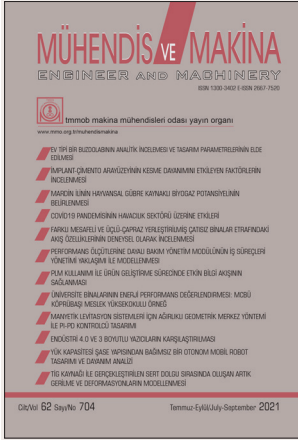 MÜHENDİS VE MAKİNA
ENGINEER AND MACHINERY
ISSN 1300-3402 E-ISSN 2667-7520
tmmob makina mühendisleri odası yayın organı
www.mmo.org.tr/muhendismakina
EV TİPİ BİR BUZDOLABININ ANALİTİK İNCELEMESİ VE TASARIM PARAMETRELERİNİN ELDE
EDİLMESİ
İMPLANT-ÇİMENTO ARAYÜZEYİNİN KESME DAYANIMINI ETKİLEYEN FAKTÖRLERİN
İNCELENMESİ
MARDİN İLİNİN HAYVANSAL GÜBRE KAYNAKLI BİYOGAZ POTANSİYELİNİN
BELİRLENMESİ
COVİD19 PANDEMİSİNİN HAVACILIK SEKTÖRÜ ÜZERİNE ETKİLERİ
FARKLI MESAFELİ VE ÜÇLÜ-ÇAPRAZ YERLEŞTİRİLMİŞ ÇATISIZ BİNALAR ETRAFINDAKİ
AKIŞ ÖZELLİKLERİNİN DENEYSEL OLARAK İNCELENMESİ
PERFORMANS ÖLÇÜTLERİNE DAYALI BAKIM YÖNETİM MODÜLÜNÜN İŞ SÜREÇLERİ
YÖNETİMİ YAKLAŞIMI İLE MODELLENMESİ
PLM KULLANIMI İLE ÜRÜN GELİŞTİRME SÜRECİNDE ETKİN BİLGİ AKIŞININ
SAĞLANMASI
ÜNİVERSİTE BİNALARININ ENERJİ PERFORMANS DEĞERLENDİRMESİ: MCBÜ
KÖPRÜBAŞI MESLEK YÜKSEKOKULU ÖRNEĞİ
MANYETİK LEVİTASYON SİSTEMLERİ İÇİN AĞIRLIKLI GEOMETRİK MERKEZ YÖNTEMİ
İLE PI-PD KONTROLCÜ TASARIMI
ENDÜSTRİ 4.0 VE 3 BOYUTLU YAZICILARIN KARŞILAŞTIRILMASI
YÜK KAPASİTESİ ŞASE YAPISINDAN BAĞIMSIZ BİR OTONOM MOBİL ROBOT
TASARIMI VE DAYANIM ANALİZİ
TİG KAYNAĞI İLE GERÇEKLEŞTİRİLEN SERT DOLGU SIRASINDA OLUŞAN ARTIK
GERİLME VE DEFORMASYONLARIN MODELLENMESİ
Cilt/Vol 62 Sayı/No 704
Temmuz-Eylül/July-September 2021